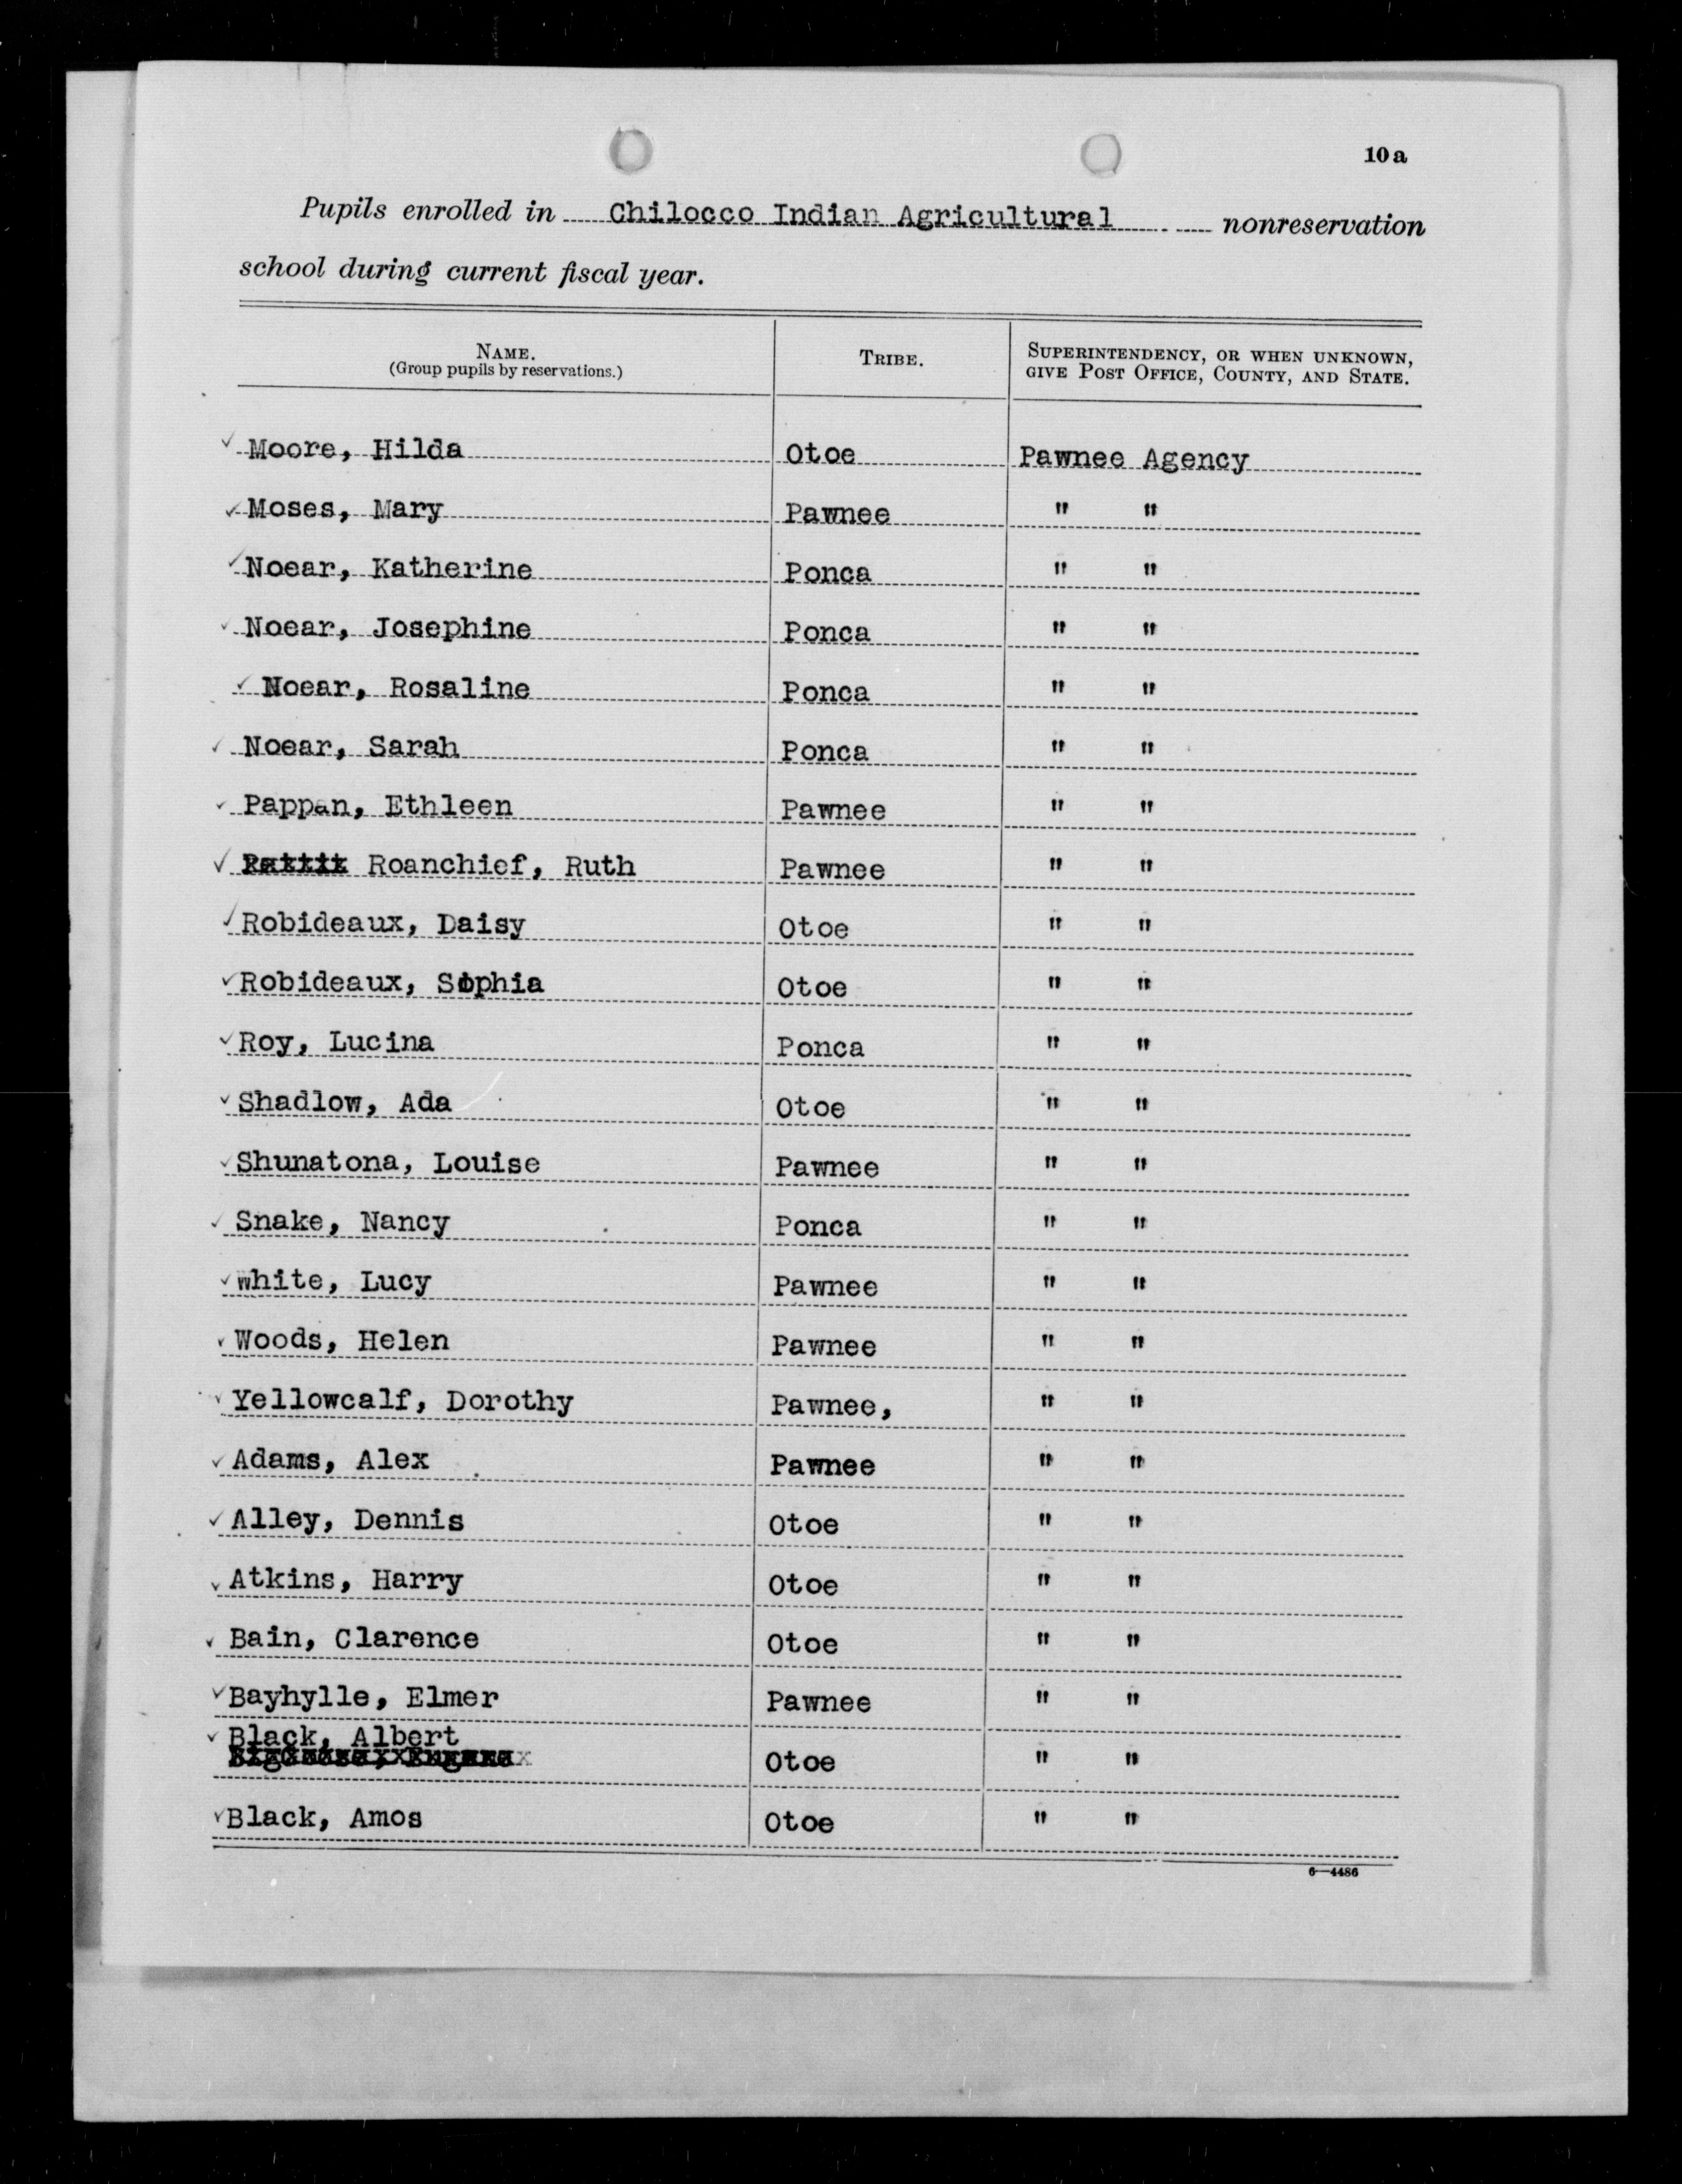 10a
Pupils enrolled in Chilocco Indian Agricultural nonreservation
school during current fiscal year.
NAME. TRIBE. SUPERINTENDENCY, OR WHEN UNKNOWN,
(Group pupils by reservations.) GIVE POST OFFICE, COUNTY, AND STATE.
✓ Moore, Hilda Otoe Pawnee Agency
✓ Moses, Mary Pawnee " "
✓ Noear, Katherine Ponca " "
✓ Noear, Josephine Ponca " "
✓ Noear, Rosaline Ponca " "
✓ Noear, Sarah Ponca " "
✓ Pappan, Ethleen Pawnee " "
✓ Roanchief, Ruth Pawnee " "
✓ Robideaux, Daisy Otoe " "
✓ Robideaux, Sophia Otoe " "
✓ Roy, Lucina Ponca " "
✓ Shadlow, Ada Otoe " "
✓ Shunatona, Louise Pawnee " "
✓ Snake, Nancy Ponca " "
✓ white, Lucy Pawnee " "
✓ Woods, Helen Pawnee " "
✓ Yellowcalf, Dorothy Pawnee, " "
✓ Adams, Alex Pawnee " "
✓ Alley, Dennis Otoe " "
✓ Atkins, Harry Otoe " "
✓ Bain, Clarence Otoe " "
✓ Bayhylle, Elmer Pawnee " "
✓ Black, Albert
Otoe " "
✓ Black, Amos Otoe " "
6—4486